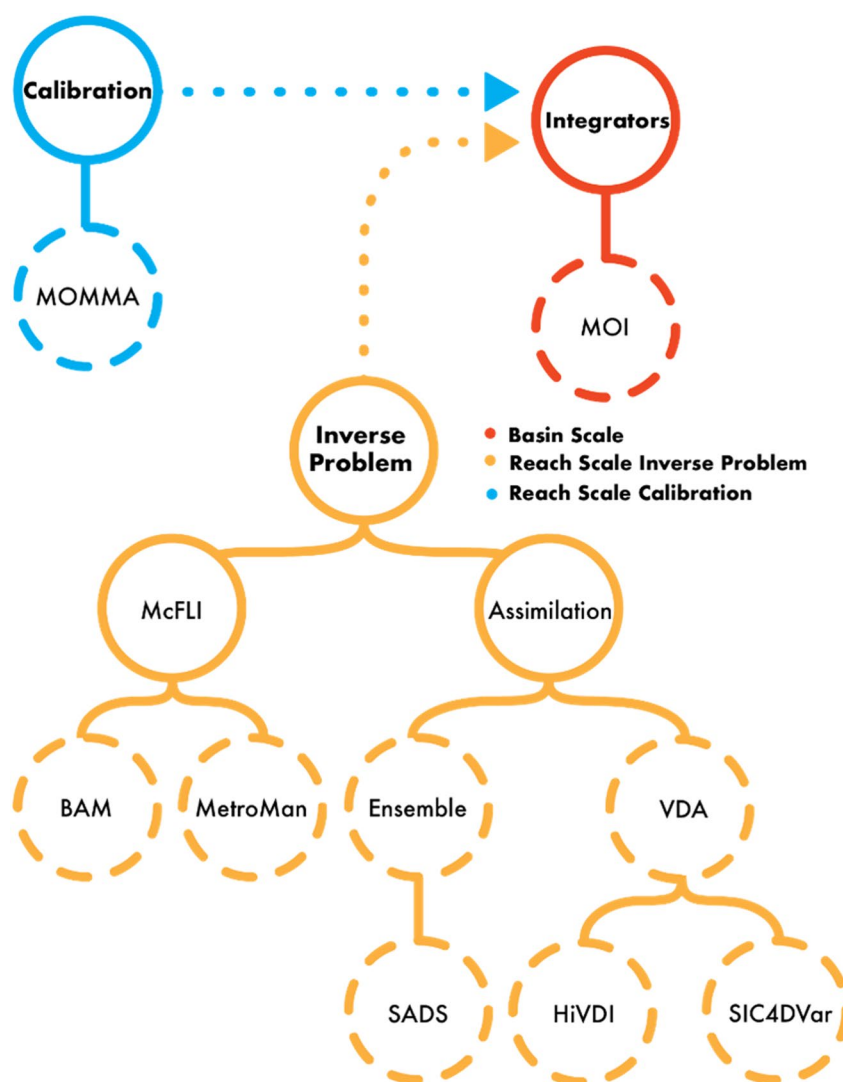 Calibration
Integrators
MOMMA
MOI
Inverse
Problem
Basin Scale
Reach Scale Inverse Problem
Reach Scale Calibration
McFLI
Assimilation
BAM
MetroMan
Ensemble
VDA
SADS
HiVDI
SIC4DVar